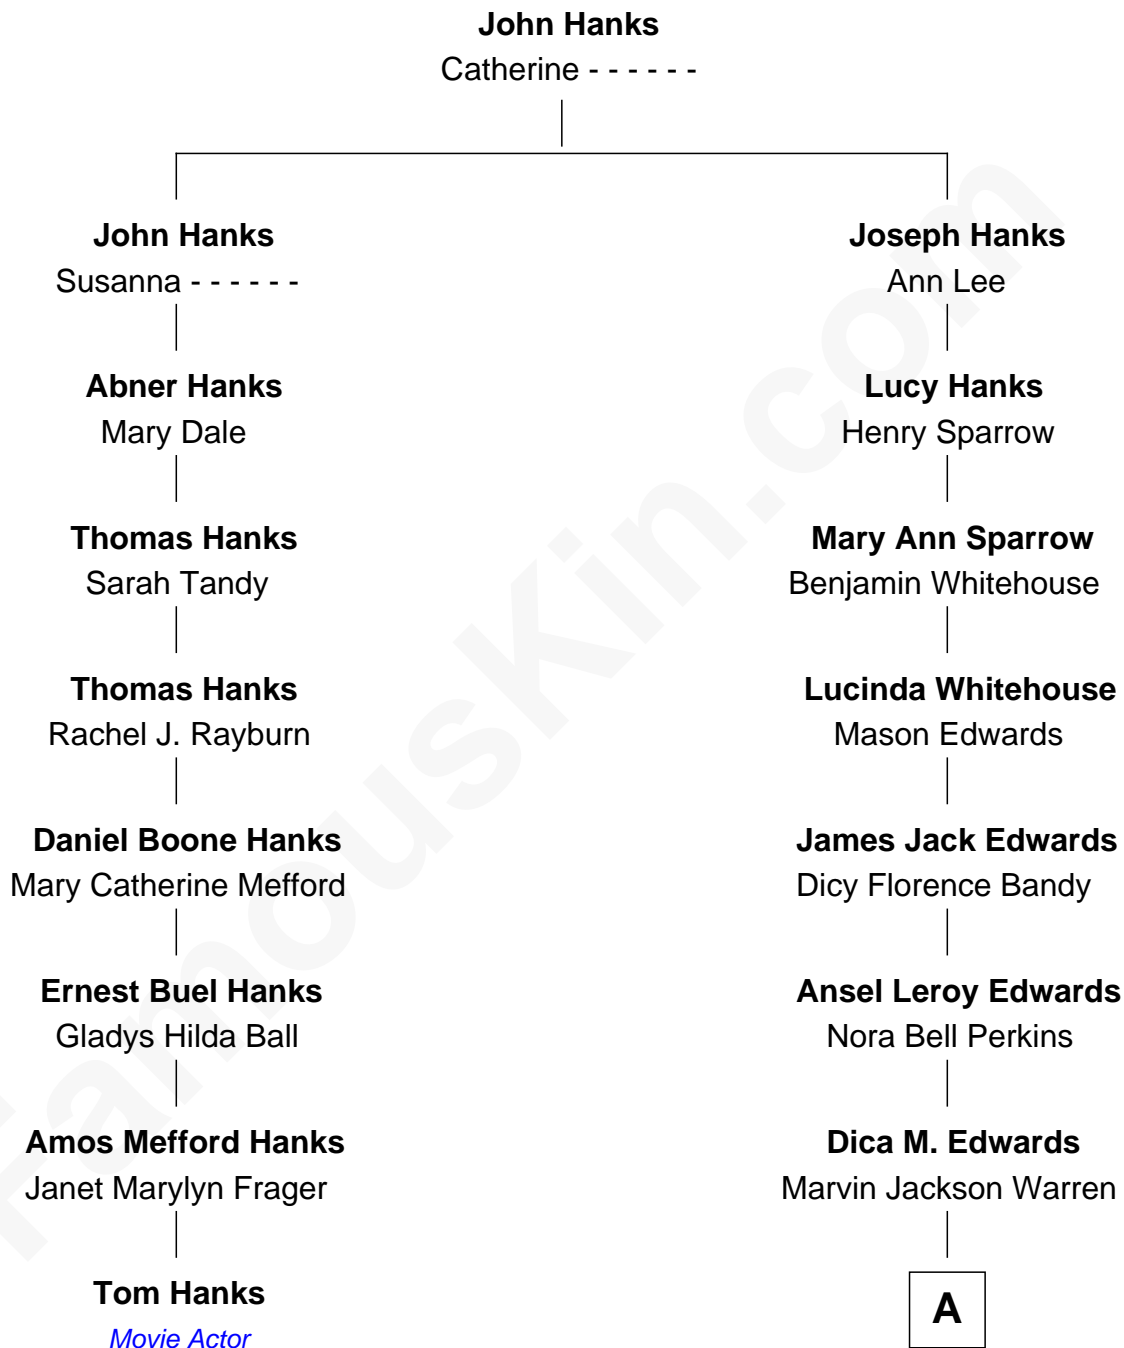 John Hanks
Catherine - - - - - -
John Hanks
Susanna - - - - - -
Joseph Hanks
Ann Lee
Abner Hanks
Mary Dale
Lucy Hanks
Henry Sparrow
Thomas Hanks
Sarah Tandy
Mary Ann Sparrow
Benjamin Whitehouse
Thomas Hanks
Rachel J. Rayburn
Lucinda Whitehouse
Mason Edwards
Daniel Boone Hanks
Mary Catherine Mefford
James Jack Edwards
Dicy Florence Bandy
Ernest Buel Hanks
Gladys Hilda Ball
Ansel Leroy Edwards
Nora Bell Perkins
Amos Mefford Hanks
Janet Marylyn Frager
Dica M. Edwards
Marvin Jackson Warren
Tom Hanks
Movie Actor
A
FamousKin.com